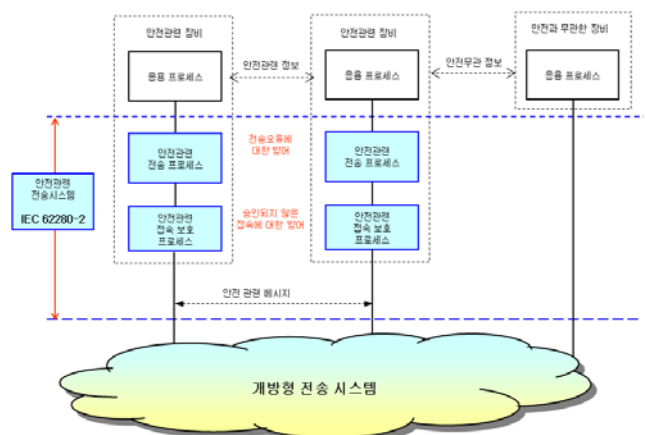 안전관련 장비
안전관련 장비
안전과 무관한 장비
응용 프로세스
안전관련 정보
응용 프로세스
안전무관 정보
응용 프로세스
안전관련
전송 프로세스
전송오류에
대한 방어
안전관련
전송 프로세스
안전관련
전송시스템
IEC 62280-2
안전관련
접속 보호
프로세스
승인되지 않은
접속에 대한 방어
안전관련
접속 보호
프로세스
안전 관련 메시지
개방형 전송 시스템